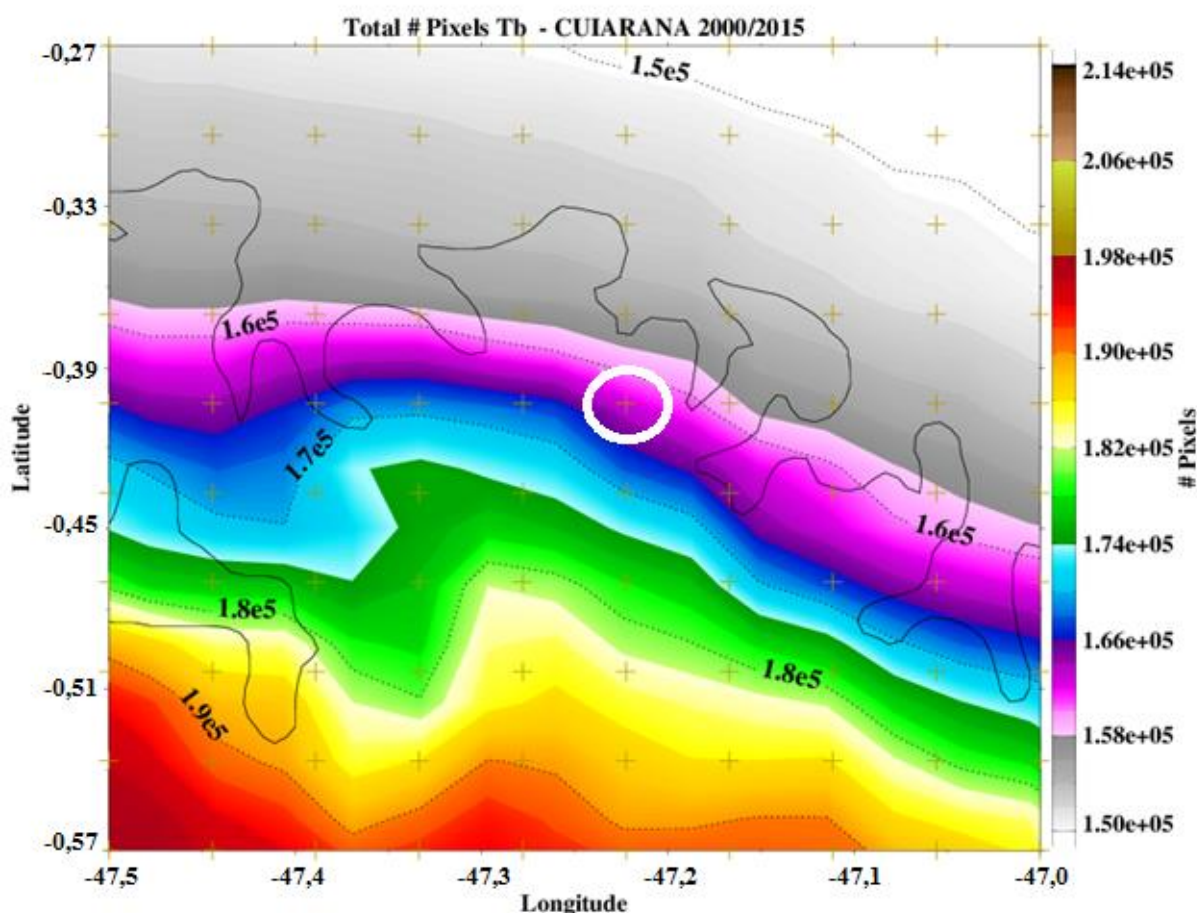 Total # Pixels Tb - CUIARANA 2000/2015
-0,27
-0,33
-0,39
-0,45
-0,51
-0,57
Latitude
1.5e5
1.6e5
1.7e5
1.6e5
1.8e5
1.8e5
1.9e5
-47,5
-47,4
-47,3
-47,2
-47,1
-47,0
Longitude
2.14e+05
2.06e+05
1.98e+05
1.90e+05
1.82e+05
1.74e+05
1.66e+05
1.58e+05
1.50e+05
# Pixels